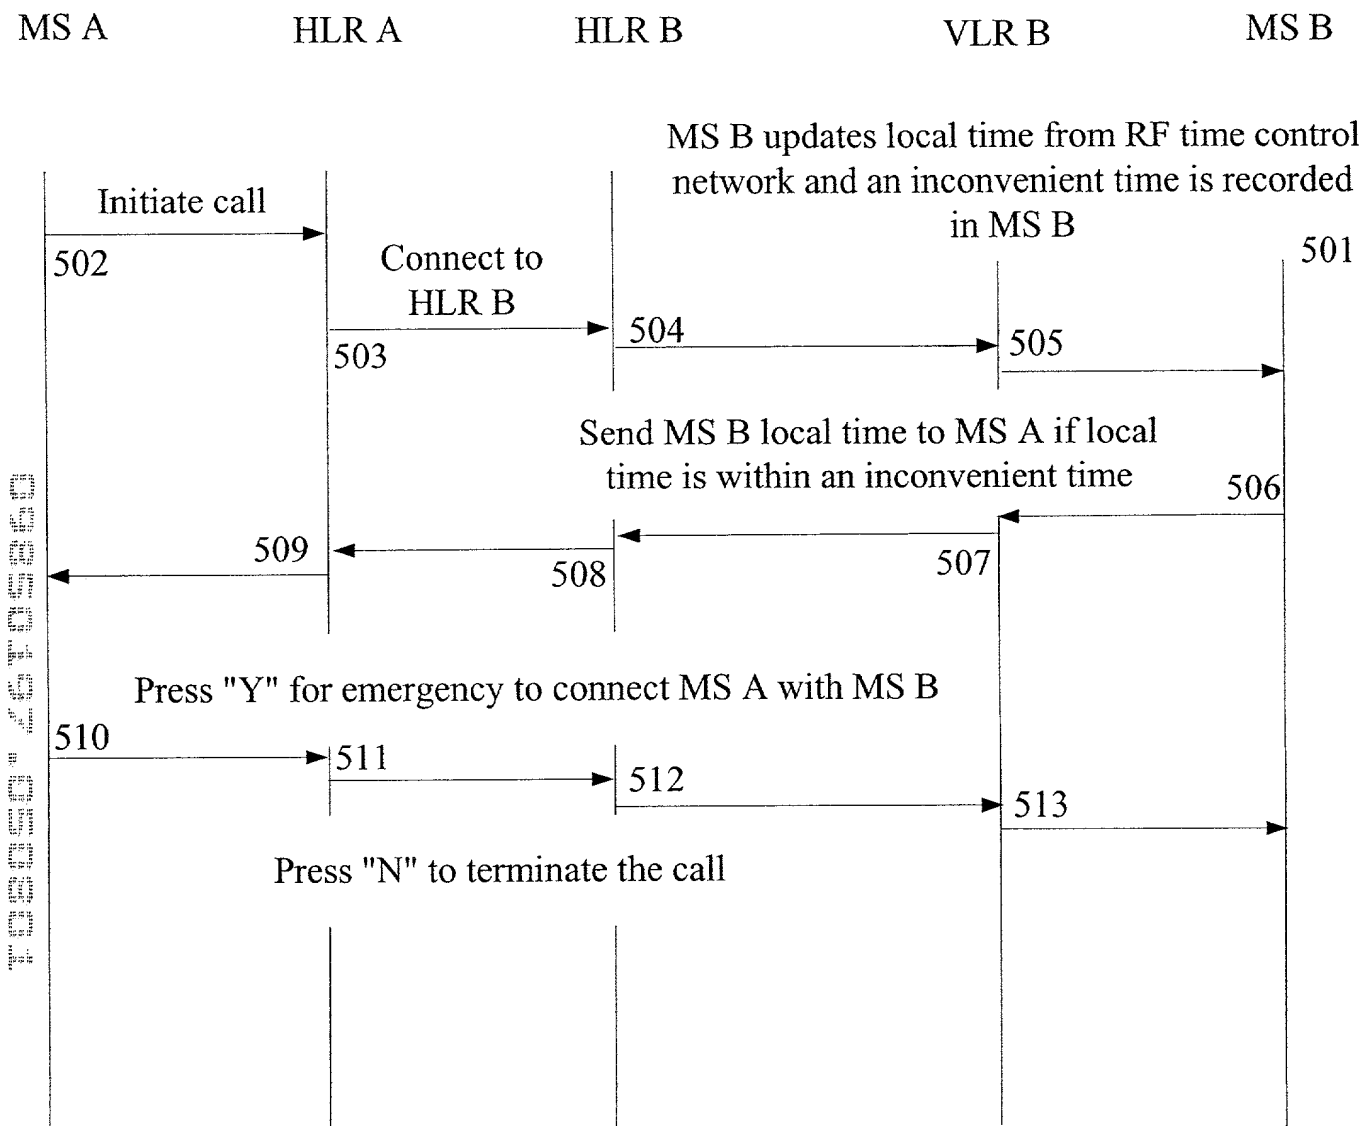 MS A HLR A HLR B VLR B MS B
MS B updates local time from RF time control
network and an inconvenient time is recorded
in MS B
501
Initiate call
502
Connect to
HLR B
503
504
505
Send MS B local time to MS A if local
time is within an inconvenient time
506
507
508
509
Press "Y" for emergency to connect MS A with MS B
510
511
512
513
Press "N" to terminate the call
09850197.050801